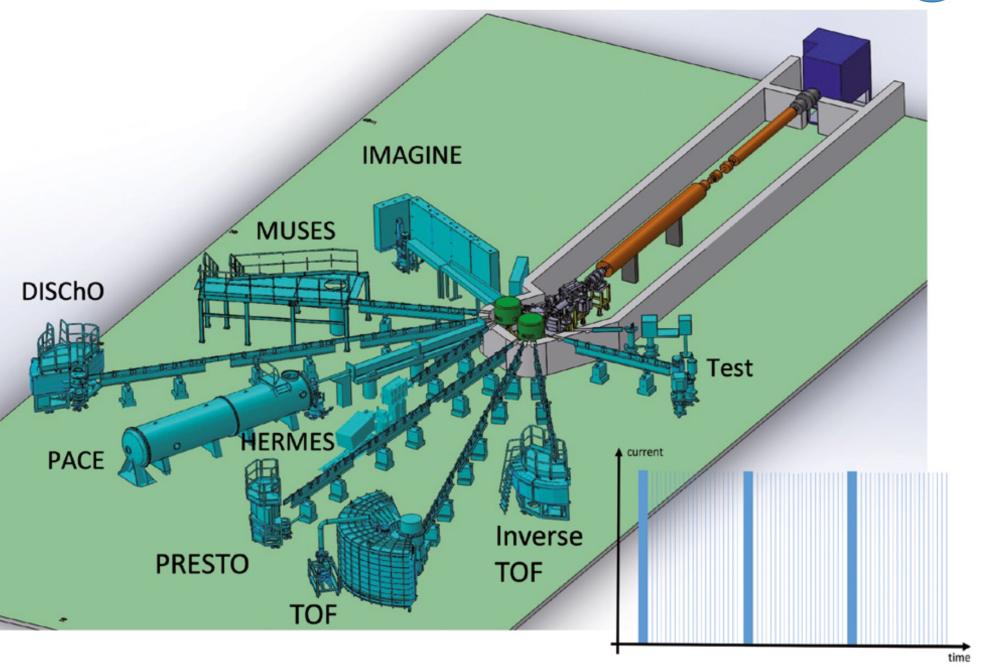 IMAGINE
MUSES
DISChO
Test
HERMES
PACE
Inverse
TOF
PRESTO
TOF
current
time